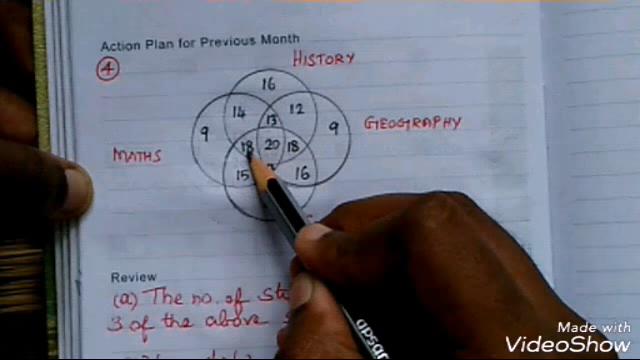 Action Plan for Previous Month
4
HISTORY
16
14 12
13
9 9
GEOGRAPHY
MATHS
18 20 18
15 16
Review
(a) The no. of
3 of the above
apsara
Made with
VideoShow